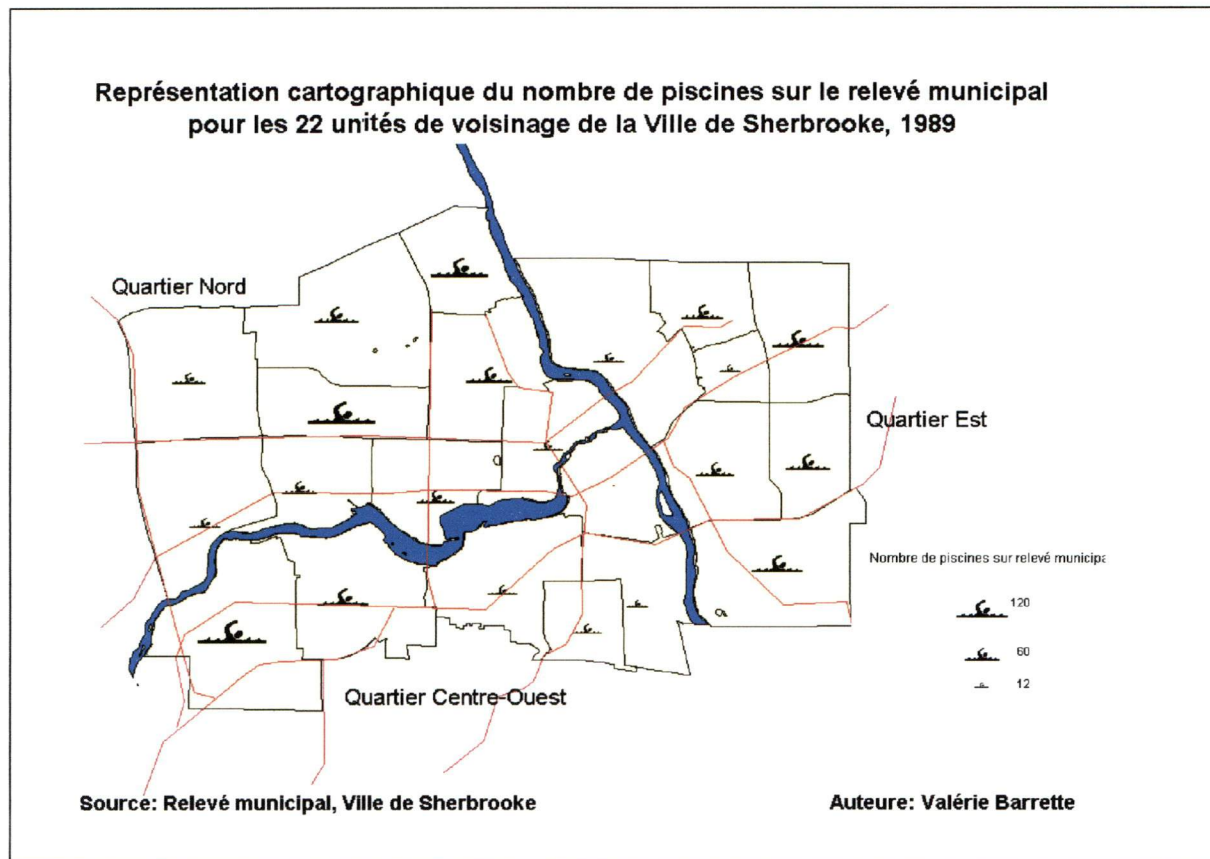 Représentation cartographique du nombre de piscines sur le relevé municipal
pour les 22 unités de voisinage de la Ville de Sherbrooke, 1989
Quartier Nord
Quartier Est
Nombre de piscines sur relevé municipa
120
60
12
Quartier Centre-Ouest
Source: Relevé municipal, Ville de Sherbrooke
Auteure: Valérie Barrette